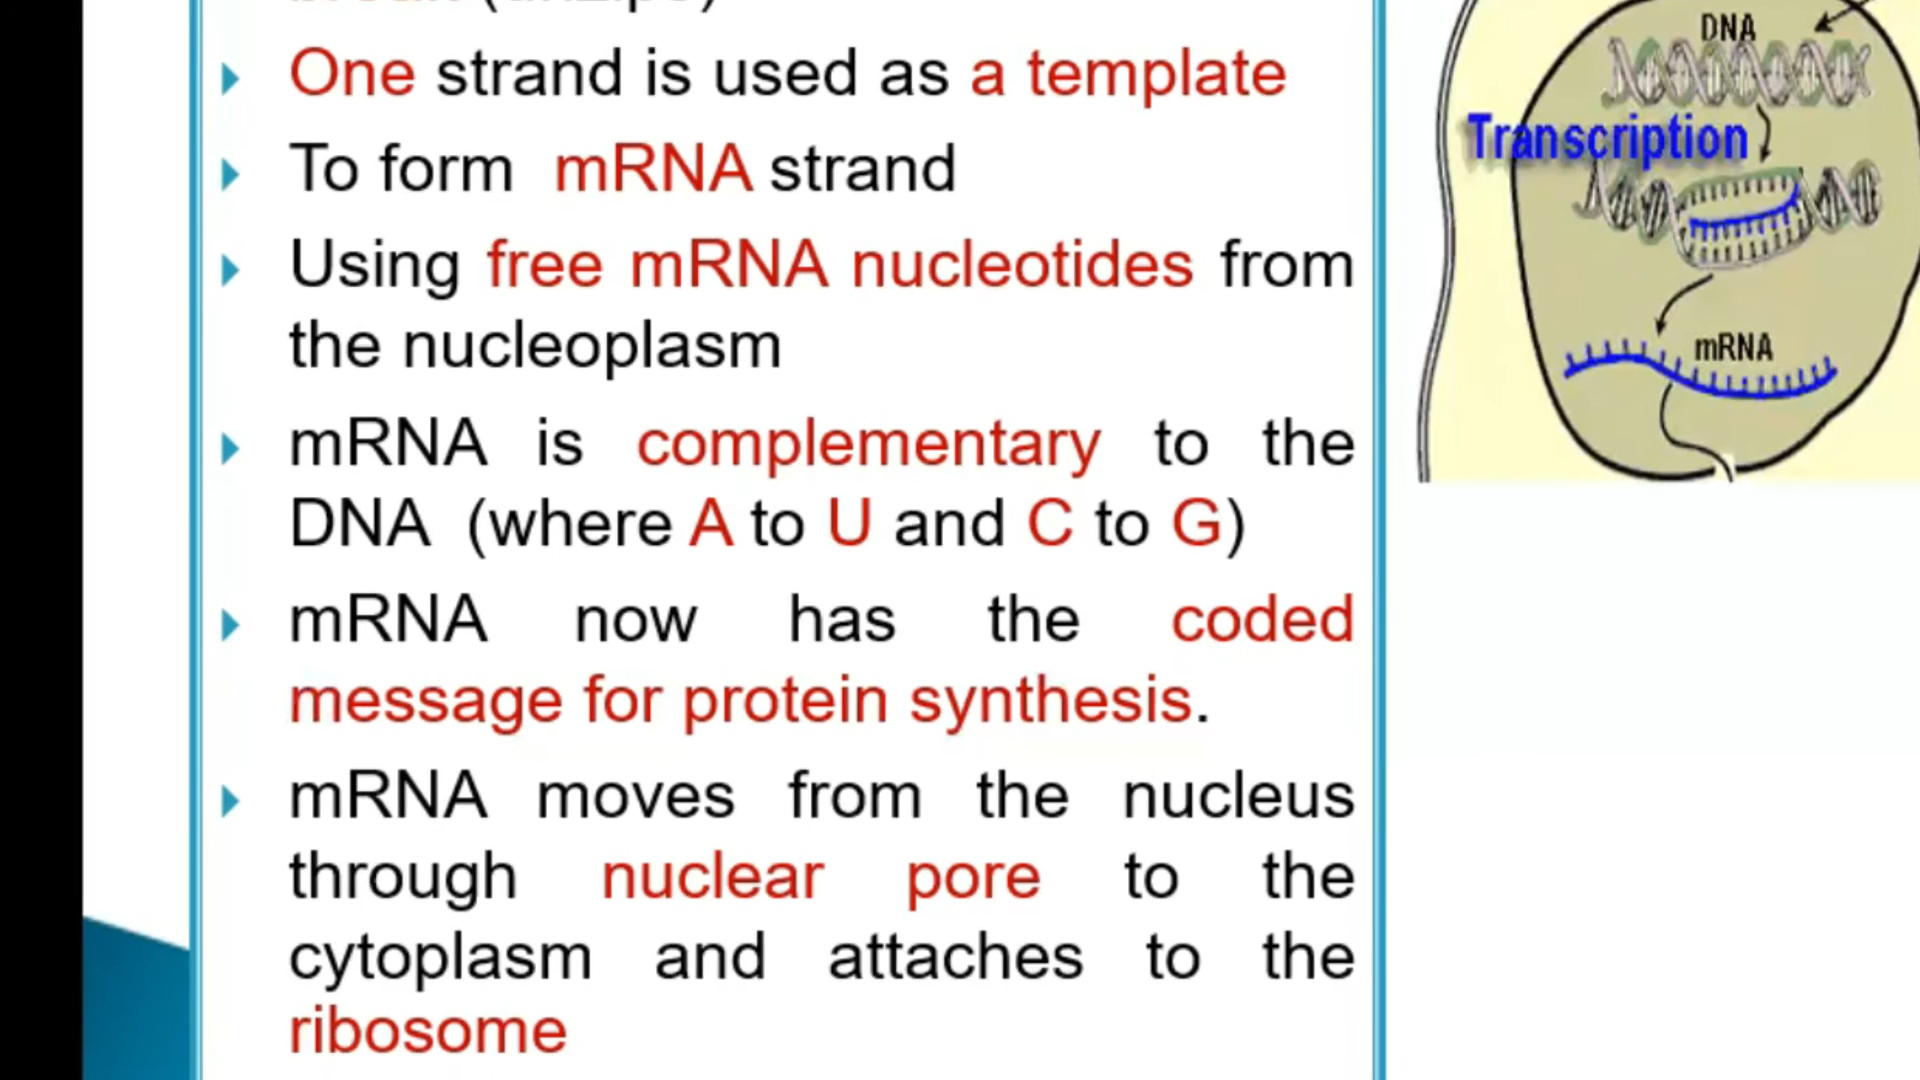 One strand is used as a template
To form mRNA strand
Using free mRNA nucleotides from
the nucleoplasm
mRNA is complementary to the
DNA (where A to U and C to G)
mRNA now has the coded
message for protein synthesis.
mRNA moves from the nucleus
through nuclear pore to the
cytoplasm and attaches to the
ribosome
DNA
Transcription
mRNA